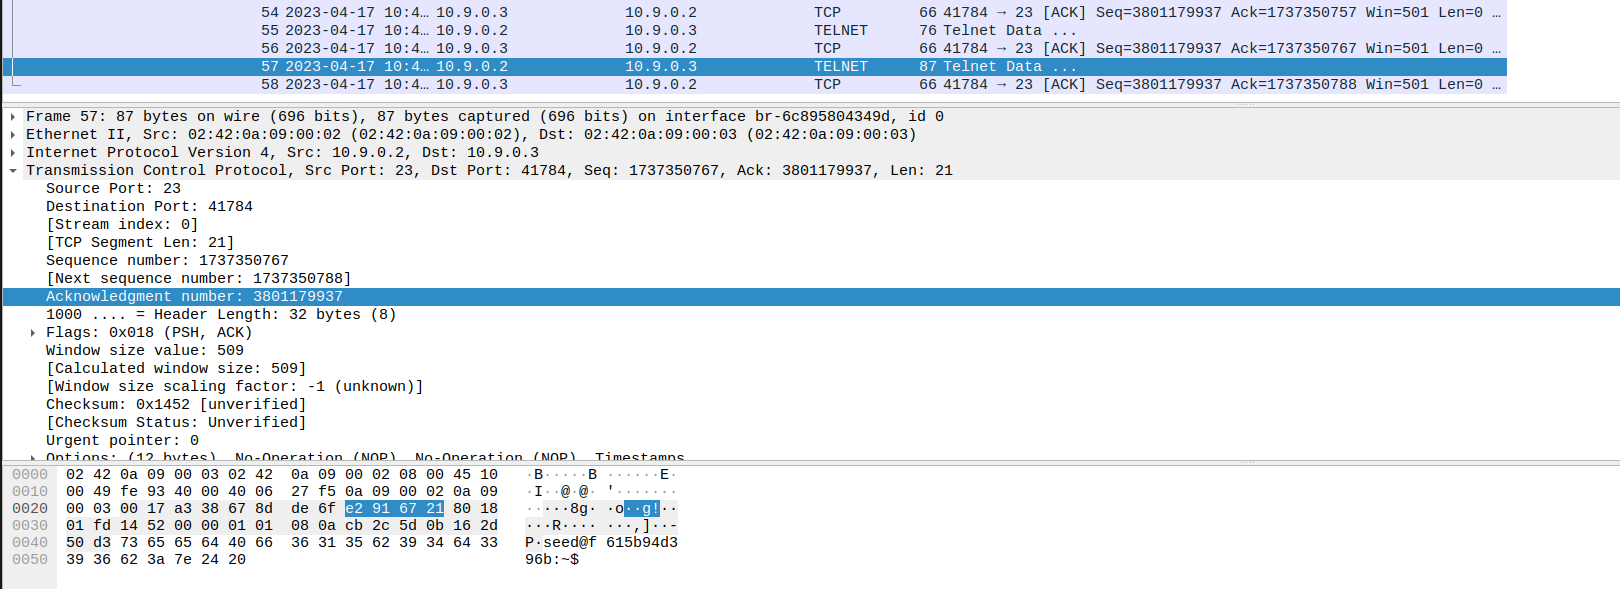 54 2023-04-17 10:4… 10.9.0.3 10.9.0.2 TCP 66 41784 → 23 [ACK] Seq=3801179937 Ack=1737350757 Win=501 Len=0 …
55 2023-04-17 10:4… 10.9.0.2 10.9.0.3 TELNET 76 Telnet Data ...
56 2023-04-17 10:4… 10.9.0.3 10.9.0.2 TCP 66 41784 → 23 [ACK] Seq=3801179937 Ack=1737350767 Win=501 Len=0 …
57 2023-04-17 10:4… 10.9.0.2 10.9.0.3 TELNET 87 Telnet Data ...
58 2023-04-17 10:4… 10.9.0.3 10.9.0.2 TCP 66 41784 → 23 [ACK] Seq=3801179937 Ack=1737350788 Win=501 Len=0 …
Frame 57: 87 bytes on wire (696 bits), 87 bytes captured (696 bits) on interface br-6c895804349d, id 0
Ethernet II, Src: 02:42:0a:09:00:02 (02:42:0a:09:00:02), Dst: 02:42:0a:09:00:03 (02:42:0a:09:00:03)
Internet Protocol Version 4, Src: 10.9.0.2, Dst: 10.9.0.3
Transmission Control Protocol, Src Port: 23, Dst Port: 41784, Seq: 1737350767, Ack: 3801179937, Len: 21
Source Port: 23
Destination Port: 41784
[Stream index: 0]
[TCP Segment Len: 21]
Sequence number: 1737350767
[Next sequence number: 1737350788]
Acknowledgment number: 3801179937
1000 .... = Header Length: 32 bytes (8)
Flags: 0x018 (PSH, ACK)
Window size value: 509
[Calculated window size: 509]
[Window size scaling factor: -1 (unknown)]
Checksum: 0x1452 [unverified]
[Checksum Status: Unverified]
Urgent pointer: 0
Options: (12 bytes), No-Operation (NOP), No-Operation (NOP), Timestamps
0000 02 42 0a 09 00 03 02 42 0a 09 00 02 08 00 45 10 ·B·····B ······E·
0010 00 49 fe 93 40 00 40 06 27 f5 0a 09 00 02 0a 09 ·I··@·@· '·······
0020 00 03 00 17 a3 38 67 8d de 6f e2 91 67 21 80 18 ·····8g· ·o··g!··
0030 01 fd 14 52 00 00 01 01 08 0a cb 2c 5d 0b 16 2d ···R···· ···,]··-
0040 50 d3 73 65 65 64 40 66 36 31 35 62 39 34 64 33 P·seed@f 615b94d3
0050 39 36 62 3a 7e 24 20 96b:~$